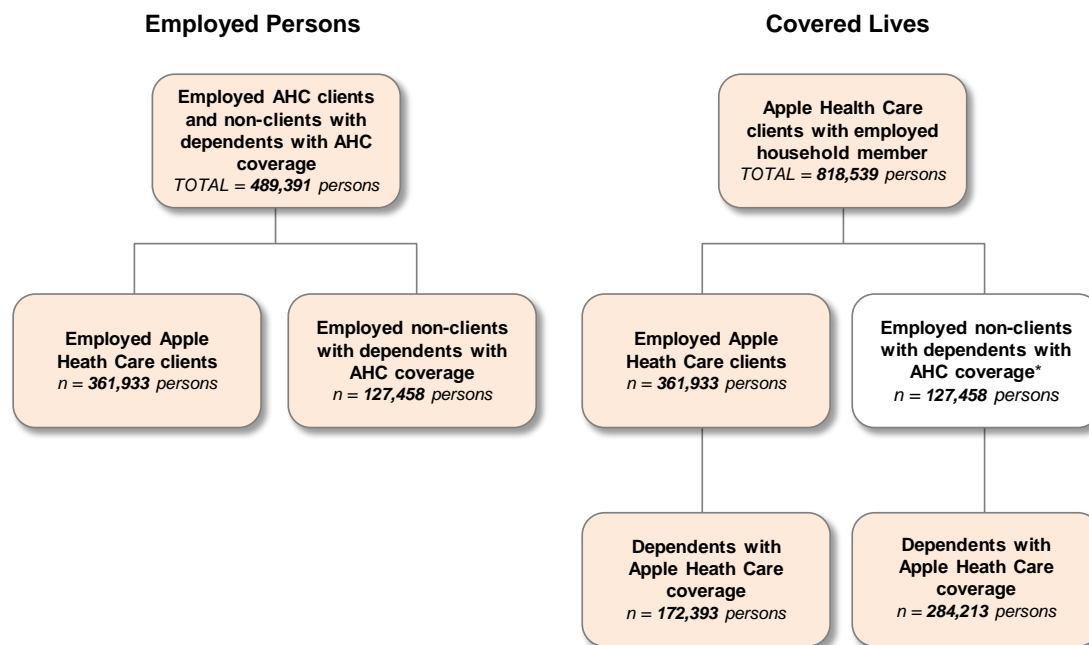 Employed Persons
Covered Lives
Employed AHC clients
and non-clients with
dependents with AHC
coverage
TOTAL = 489,391 persons
Apple Health Care
clients with employed
household member
TOTAL = 818,539 persons
Employed Apple
Heath Care clients
n = 361,933 persons
Employed non-clients
with dependents with
AHC coverage
n = 127,458 persons
Employed Apple
Heath Care clients
n = 361,933 persons
Employed non-clients
with dependents with
AHC coverage*
n = 127,458 persons
Dependents with
Apple Heath Care
coverage
n = 172,393 persons
Dependents with
Apple Heath Care
coverage
n = 284,213 persons